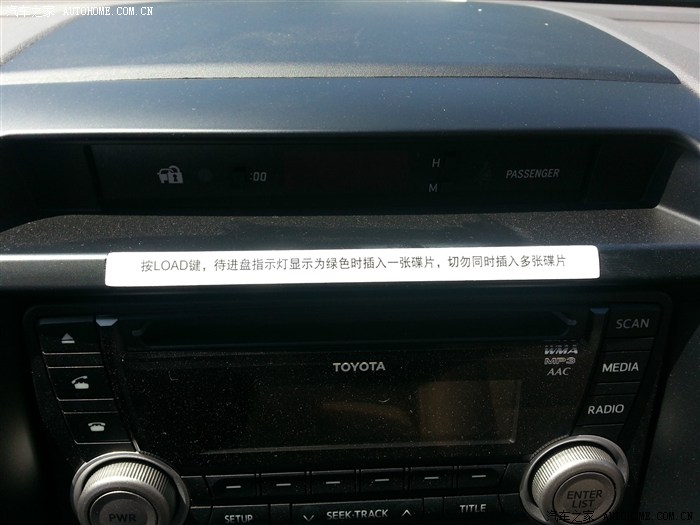 汽车之家 AUTOHOME.COM.CN
:00
H
M
PASSENGER
按LOAD键，待进盘指示灯显示为绿色时插入一张碟片，切勿同时插入多张碟片
TOYOTA
WMA
MP3
AAC
SCAN
MEDIA
RADIO
PWR
SETUP
SEEK·TRACK
TITLE
ENTER
LIST
汽车之家 AUTOHOME.COM.CN